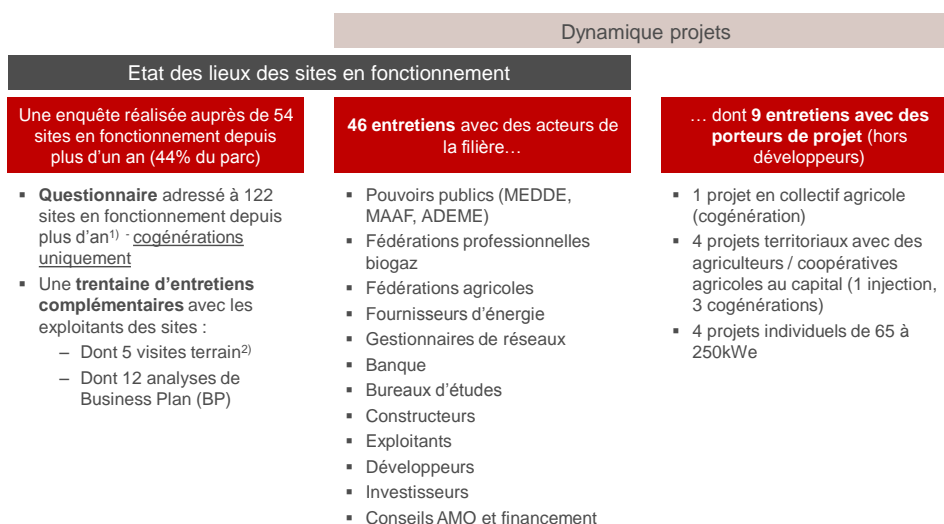 Dynamique projets
Etat des lieux des sites en fonctionnement
Une enquête réalisée auprès de 54
sites en fonctionnement depuis
plus d'un an (44% du parc)
▪ Questionnaire adressé à 122
sites en fonctionnement depuis
plus d'an1) - cogénérations
uniquement
▪ Une trentaine d'entretiens
complémentaires avec les
exploitants des sites :
– Dont 5 visites terrain2)
– Dont 12 analyses de
Business Plan (BP)
46 entretiens avec des acteurs de
la filière…
▪ Pouvoirs publics (MEDDE,
MAAF, ADEME)
▪ Fédérations professionnelles
biogaz
▪ Fédérations agricoles
▪ Fournisseurs d'énergie
▪ Gestionnaires de réseaux
▪ Banque
▪ Bureaux d'études
▪ Constructeurs
▪ Exploitants
▪ Développeurs
▪ Investisseurs
▪ Conseils AMO et financement
… dont 9 entretiens avec des
porteurs de projet (hors
développeurs)
▪ 1 projet en collectif agricole
(cogénération)
▪ 4 projets territoriaux avec des
agriculteurs / coopératives
agricoles au capital (1 injection,
3 cogénérations)
▪ 4 projets individuels de 65 à
250kWe